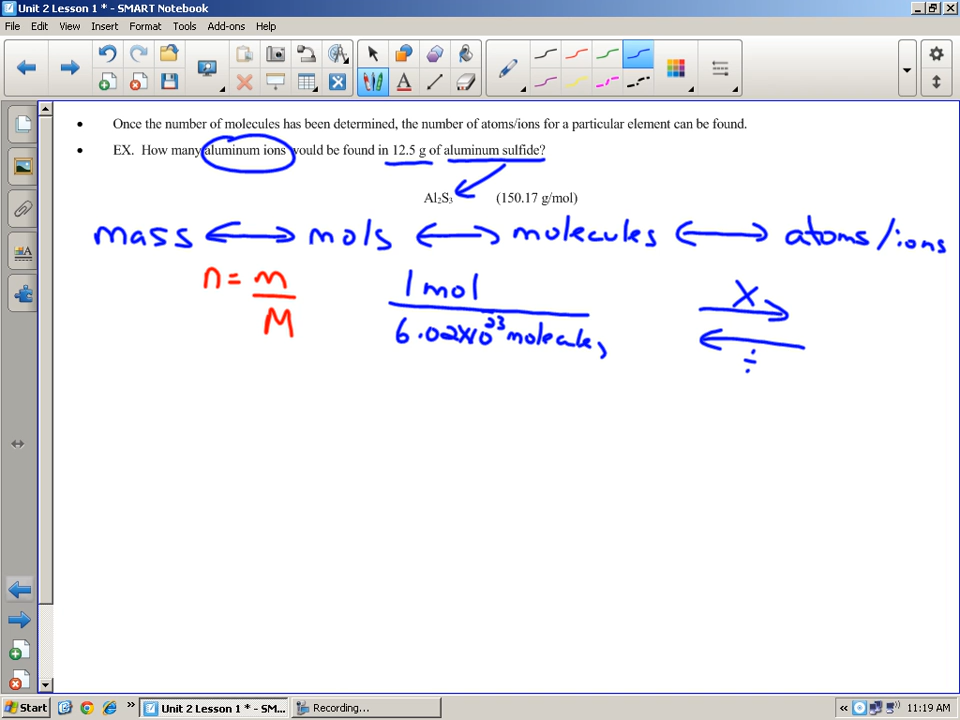 Unit 2 Lesson 1 * - SMART Notebook
File Edit View Insert Format Tools Add-ons Help
• Once the number of molecules has been determined, the number of atoms/ions for a particular element can be found.
• EX. How many aluminum ions would be found in 12.5 g of aluminum sulfide?
Al₂S₃ (150.17 g/mol)
mass ↔ mols ↔ molecules ↔ atoms/ions
n = m/M
1 mol
6.02×10²³ molecules
X
÷
Start Unit 2 Lesson 1 * - SM... Recording... 11:19 AM